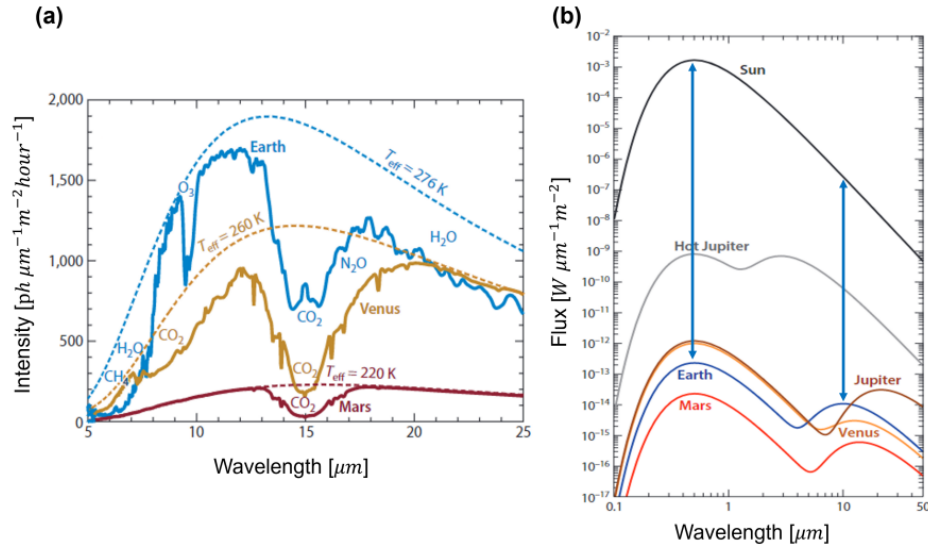 (a)
Intensity [ph μm⁻¹m⁻²hour⁻¹]
2,000
1,500
1,000
500
0
5
10
15
20
25
Wavelength [μm]
Earth
O₃
T_eff = 276 K
T_eff = 260 K
H₂O
N₂O
CO₂
H₂O
CO₂
CH₄
Venus
CO₂
T_eff = 220 K
CO₂
Mars
(b)
Flux [W μm⁻¹m⁻²]
10⁻¹
10⁻²
10⁻³
10⁻⁴
10⁻⁵
10⁻⁶
10⁻⁷
10⁻⁸
10⁻⁹
10⁻¹⁰
10⁻¹¹
10⁻¹²
10⁻¹³
10⁻¹⁴
10⁻¹⁵
10⁻¹⁶
10⁻¹⁷
0.1
1
10
50
Wavelength [μm]
Sun
Hot Jupiter
Earth
Jupiter
Mars
Venus